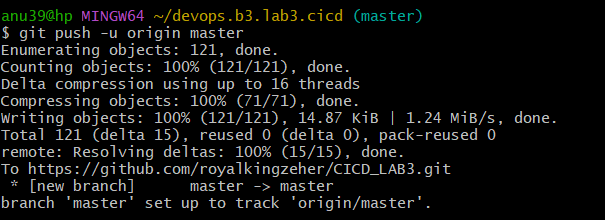 anu39@hp MINGW64 ~/devops.b3.lab3.cicd (master)
$ git push -u origin master
Enumerating objects: 121, done.
Counting objects: 100% (121/121), done.
Delta compression using up to 16 threads
Compressing objects: 100% (71/71), done.
Writing objects: 100% (121/121), 14.87 KiB | 1.24 MiB/s, done.
Total 121 (delta 15), reused 0 (delta 0), pack-reused 0
remote: Resolving deltas: 100% (15/15), done.
To https://github.com/royalkingzeher/CICD_LAB3.git
 * [new branch]      master -> master
branch 'master' set up to track 'origin/master'.